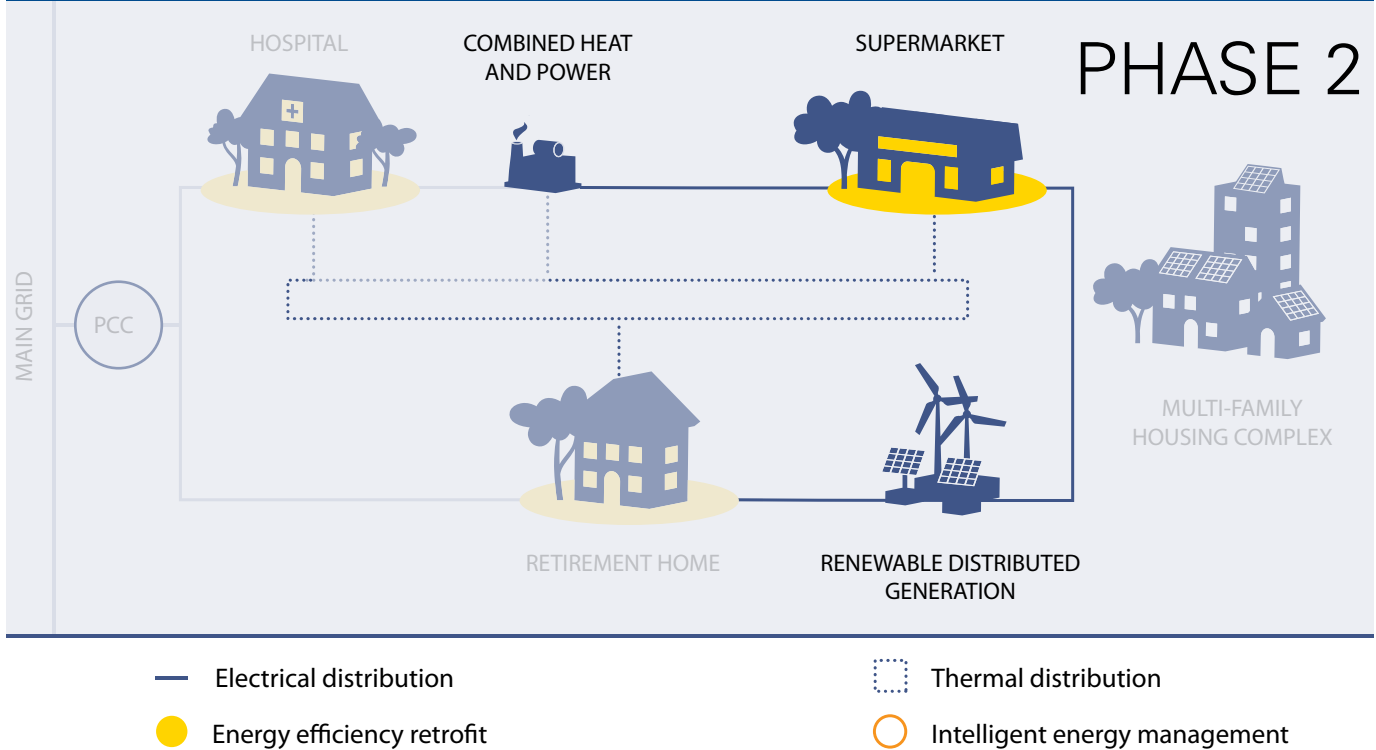 HOSPITAL
COMBINED HEAT
AND POWER
SUPERMARKET
PHASE 2
MAIN GRID
PCC
MULTI-FAMILY
HOUSING COMPLEX
RETIREMENT HOME
RENEWABLE DISTRIBUTED
GENERATION
Electrical distribution
Thermal distribution
Energy efficiency retrofit
Intelligent energy management